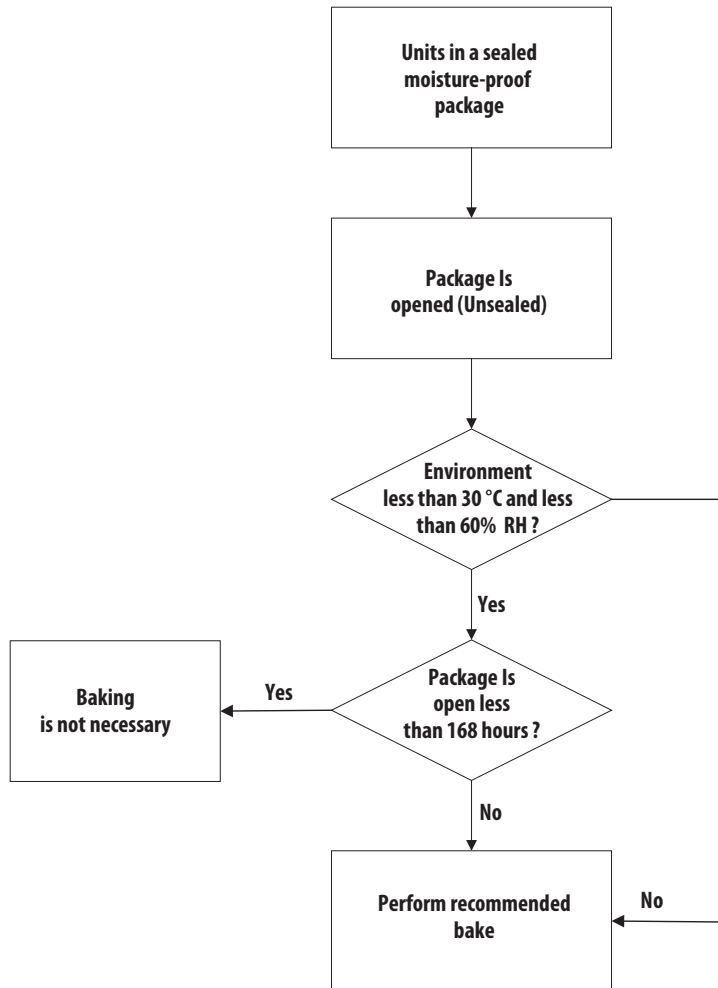 Units in a sealed
moisture-proof
package
Package Is
opened (Unsealed)
Environment
less than 30 °C and less
than 60% RH ?
Yes
Package Is
open less
than 168 hours ?
Yes
Baking
is not necessary
No
Perform recommended
bake
No